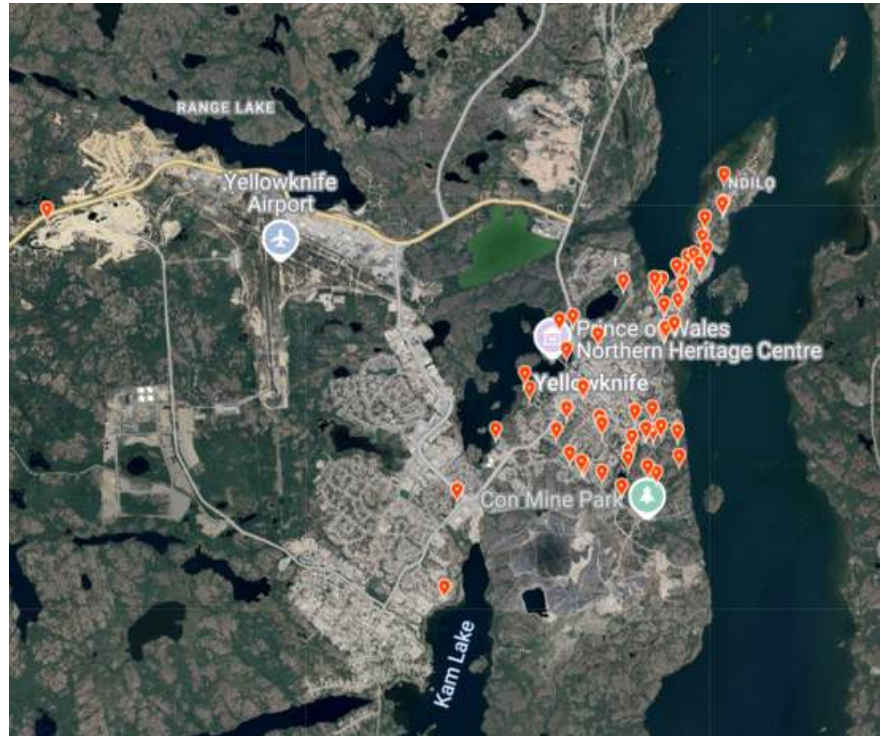 RANGE LAKE
Yellowknife
Airport
NDILO
Prince of Wales
Northern Heritage Centre
Yellowknife
Con Mine Park
Kam Lake